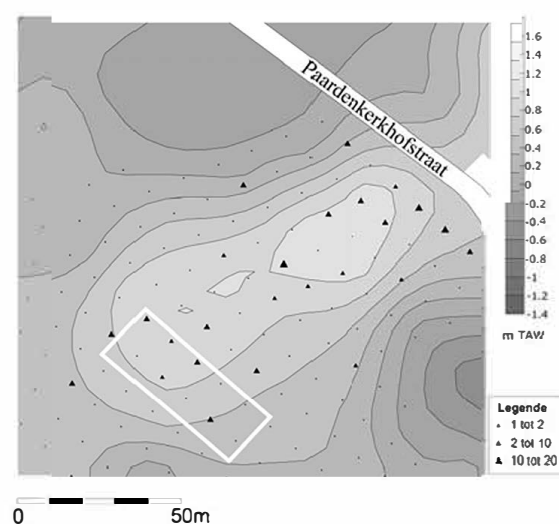 Paardenkerkhofstraat
1.6
1.4
1.2
1
0.8
0.6
0.4
0.2
0
-0.2
-0.4
-0.6
-0.8
-1
-1.2
-1.4
m TAW
Legende
1 tot 2
2 tot 10
10 tot 20
0 50m